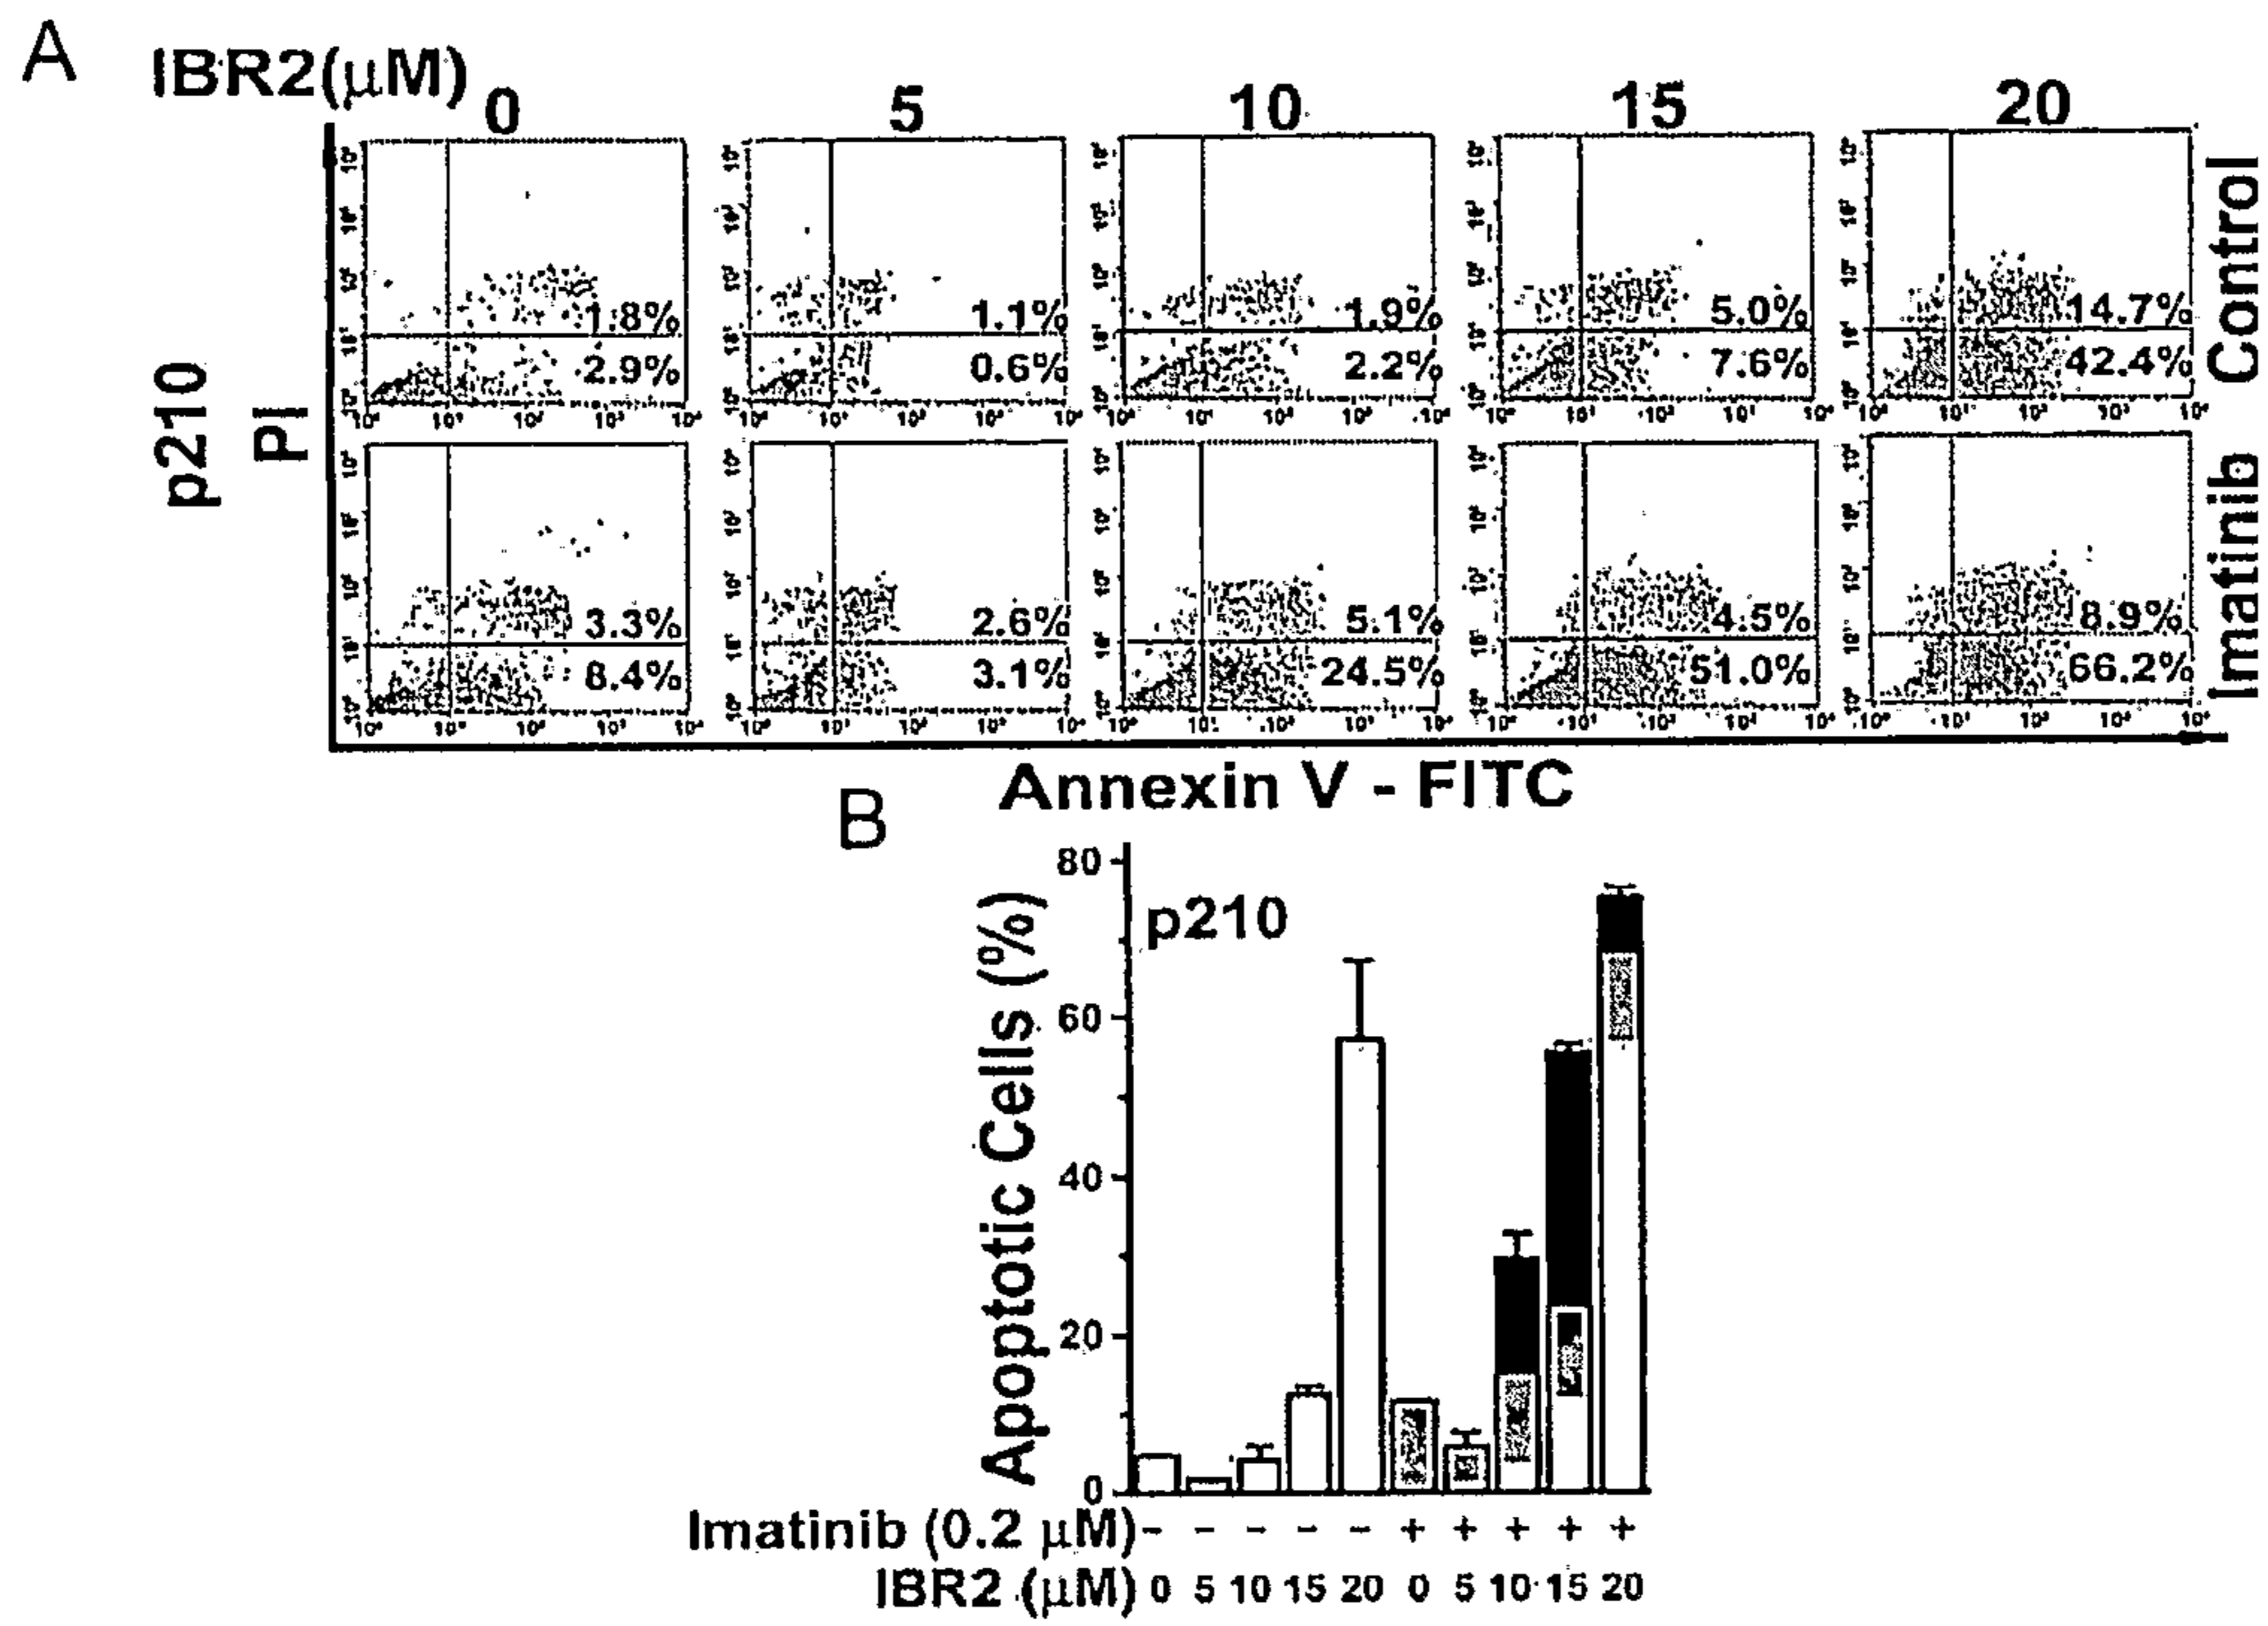 A
IBR2(μM)
0 5 10 15 20
1.8% 1.1% 1.9% 5.0% 14.7%
2.9% 0.6% 2.2% 7.6% 42.4%
Control
p210
PI
3.3% 2.6% 5.1% 4.5% 8.9%
8.4% 3.1% 24.5% 51.0% 66.2%
Imatinib
Annexin V - FITC
B
80
60
40
20
0
p210
Apoptotic Cells (%)
Imatinib (0.2 μM) - - - - - + + + + +
IBR2 (μM) 0 5 10 15 20 0 5 10 15 20